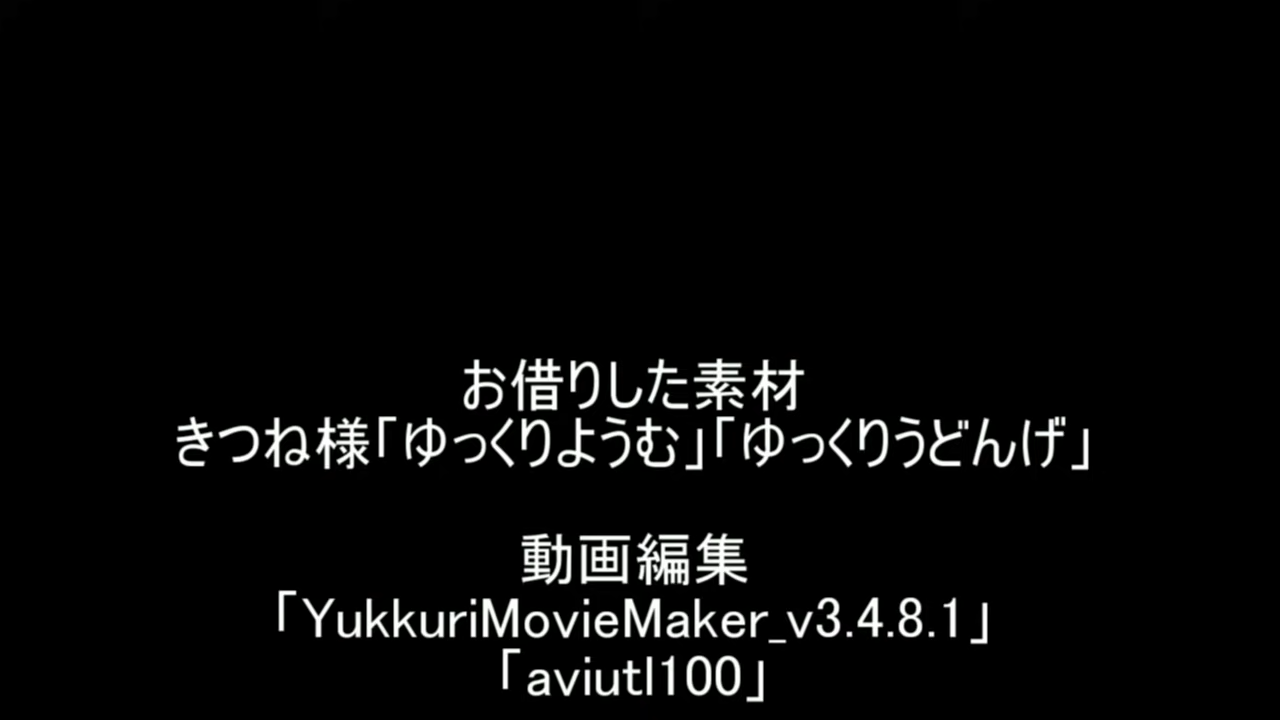 お借りした素材
きつね様「ゆっくりようむ」「ゆっくりうどんげ」
動画編集
「YukkuriMovieMaker_v3.4.8.1」
「aviutl100」